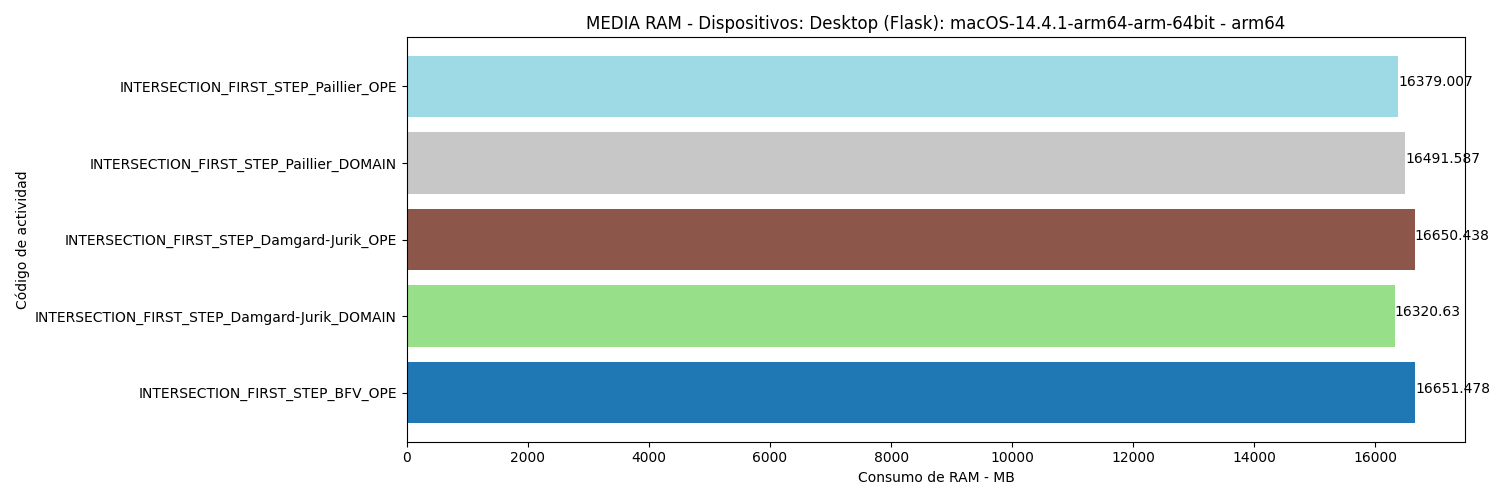 MEDIA RAM - Dispositivos: Desktop (Flask): macOS-14.4.1-arm64-arm-64bit - arm64
Código de actividad
INTERSECTION_FIRST_STEP_Paillier_OPE
16379.007
INTERSECTION_FIRST_STEP_Paillier_DOMAIN
16491.587
INTERSECTION_FIRST_STEP_Damgard-Jurik_OPE
16650.438
INTERSECTION_FIRST_STEP_Damgard-Jurik_DOMAIN
16320.63
INTERSECTION_FIRST_STEP_BFV_OPE
16651.478
0 2000 4000 6000 8000 10000 12000 14000 16000
Consumo de RAM - MB